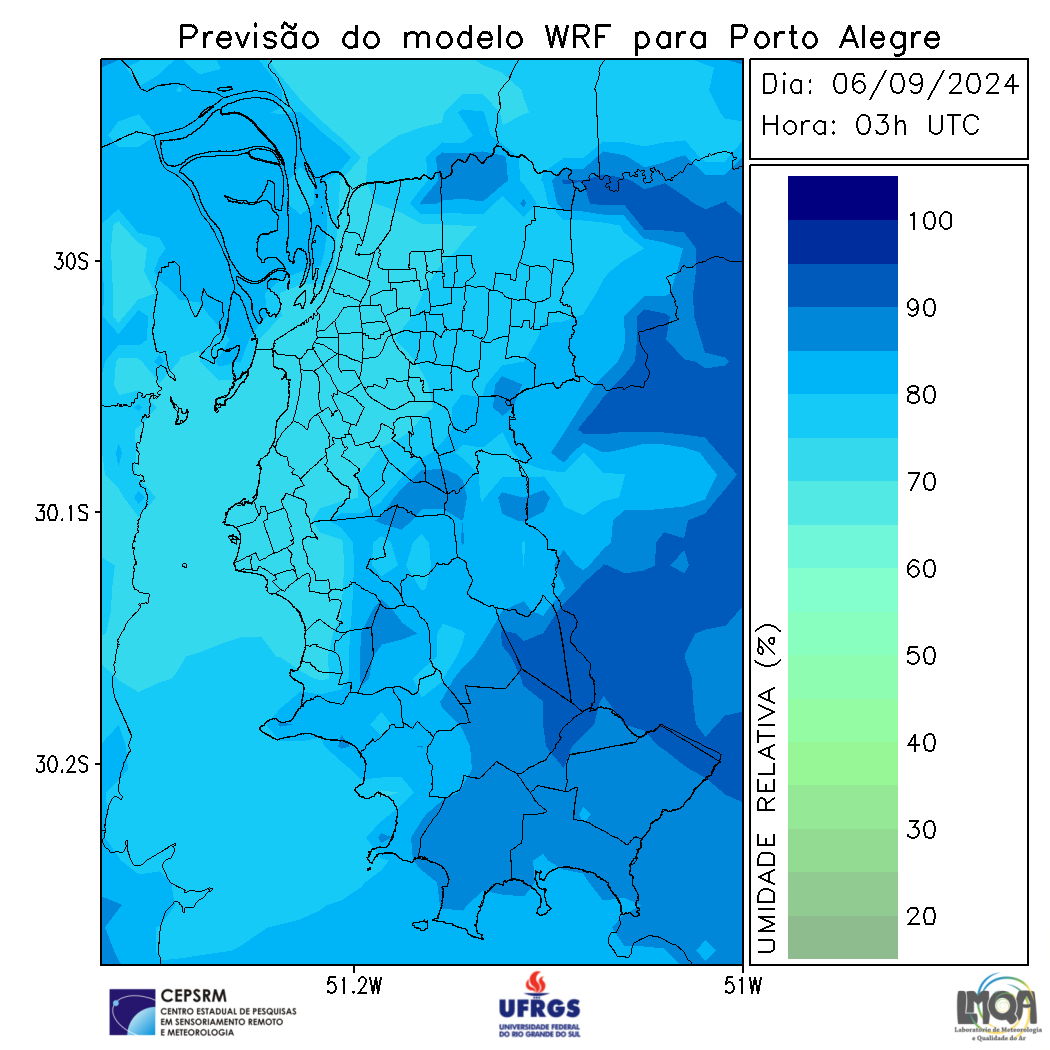 Previsão do modelo WRF para Porto Alegre
Dia: 06/09/2024
Hora: 03h UTC
30S
30.1S
30.2S
51.2W
51W
UMIDADE RELATIVA (%)
100
90
80
70
60
50
40
30
20
CEPSRM
CENTRO ESTADUAL DE PESQUISAS
EM SENSORIAMENTO REMOTO
E METEOROLOGIA
UFRGS
UNIVERSIDADE FEDERAL
DO RIO GRANDE DO SUL
LMQA
Laboratório de Meteorologia
e Qualidade do Ar